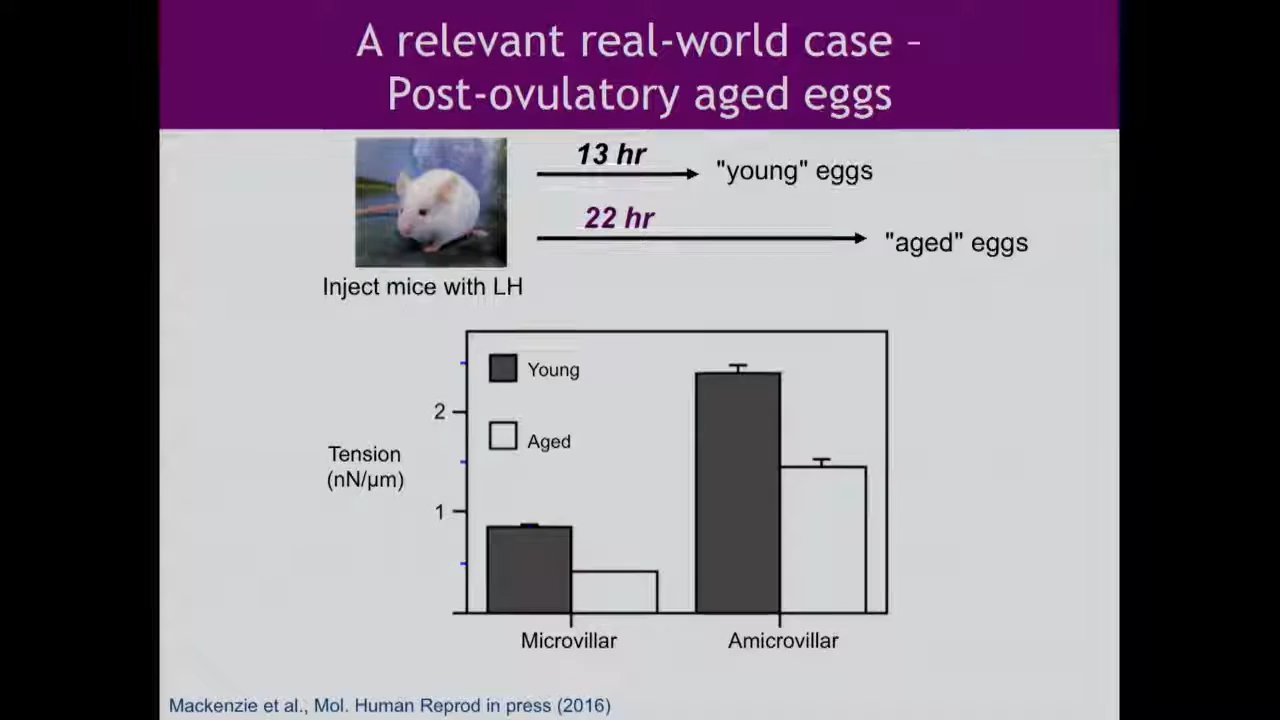 A relevant real-world case –
Post-ovulatory aged eggs
13 hr
"young" eggs
22 hr
"aged" eggs
Inject mice with LH
Young
2
Aged
Tension
(nN/µm)
1
Microvillar
Amicrovillar
Mackenzie et al., Mol. Human Reprod in press (2016)